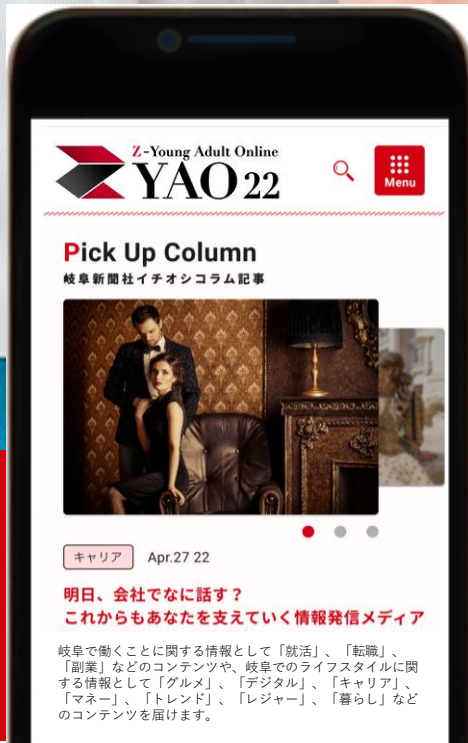 Z-Young Adult Online
YAO 22
Menu
Pick Up Column
岐阜新聞社イチオシコラム記事
キャリア
Apr.27 22
明日、会社でなに話す？
これからもあなたを支えていく情報発信メディア
岐阜で働くことに関する情報として「就活」、「転職」、
「副業」などのコンテンツや、岐阜でのライフスタイルに関
する情報として「グルメ」、「デジタル」、「キャリア」、
「マネー」、「トレンド」、「レジャー」、「暮らし」など
のコンテンツを届けます。